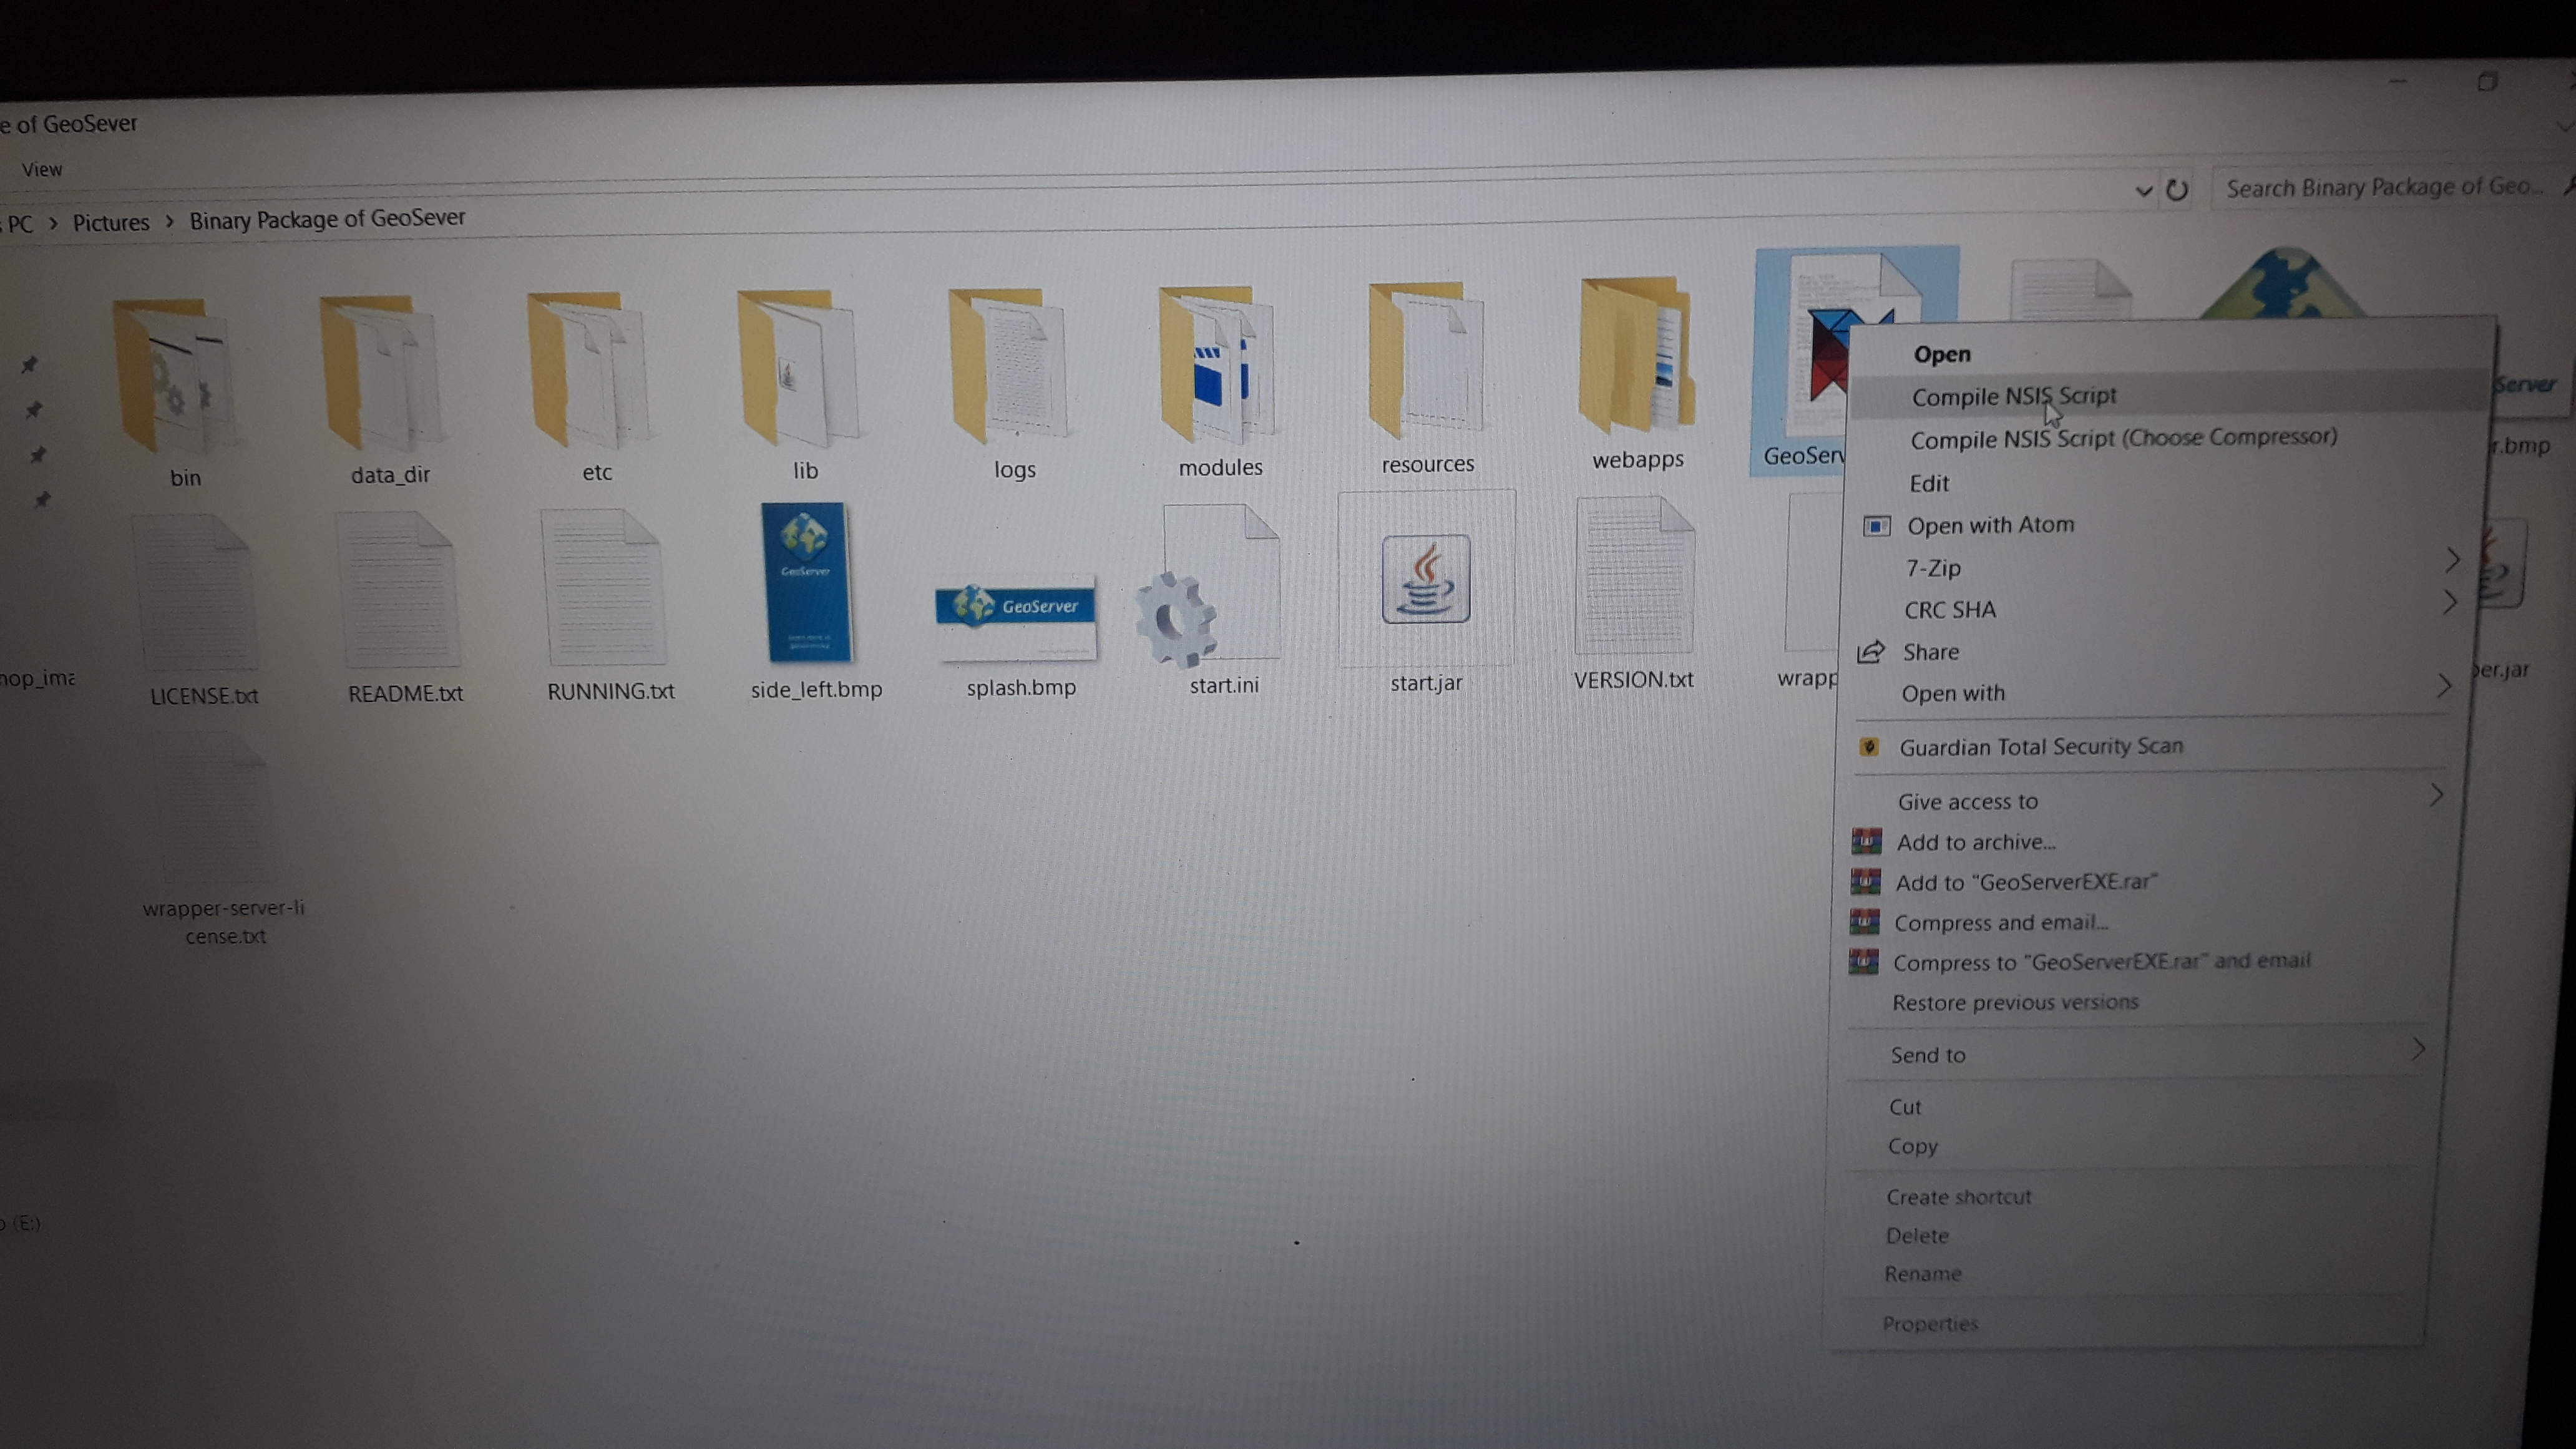 e of GeoSever
View
PC > Pictures > Binary Package of GeoSever
Search Binary Package of Geo...
bin
data_dir
etc
lib
logs
modules
resources
webapps
GeoServ
Server
r.bmp
GeoServer
GeoServer
LICENSE.txt
README.txt
RUNNING.txt
side_left.bmp
splash.bmp
start.ini
start.jar
VERSION.txt
wrapp
per.jar
hop_ima
wrapper-server-li
cense.txt
(E:)
Open
Compile NSIS Script
Compile NSIS Script (Choose Compressor)
Edit
Open with Atom
7-Zip
CRC SHA
Share
Open with
Guardian Total Security Scan
Give access to
Add to archive...
Add to "GeoServerEXE.rar"
Compress and email...
Compress to "GeoServerEXE.rar" and email
Restore previous versions
Send to
Cut
Copy
Create shortcut
Delete
Rename
Properties